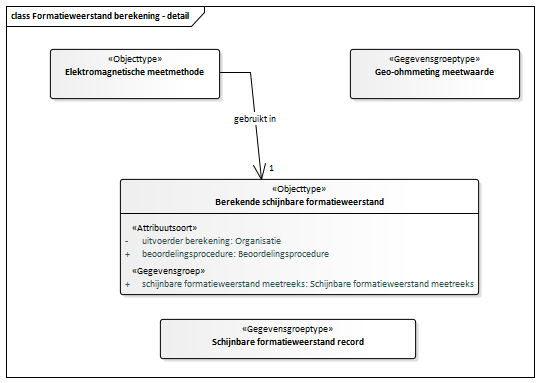 class Formatieweerstand berekening - detail
«Objecttype»
Elektromagnetische meetmethode
«Gegevensgroeptype»
Geo-ohmmeting meetwaarde
gebruikt in
1
«Objecttype»
Berekende schijnbare formatieweerstand
«Attribuutsoort»
- uitvoerder berekening: Organisatie
+ beoordelingsprocedure: Beoordelingsprocedure
«Gegevensgroep»
+ schijnbare formatieweerstand meetreeks: Schijnbare formatieweerstand meetreeks
«Gegevensgroeptype»
Schijnbare formatieweerstand record